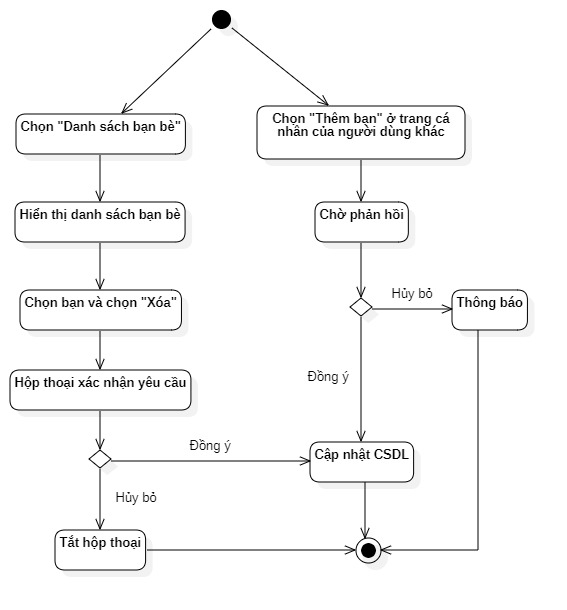 Chọn "Danh sách bạn bè"
Chọn "Thêm bạn" ở trang cá
nhân của người dùng khác
Hiển thị danh sách bạn bè
Chờ phản hồi
Chọn bạn và chọn "Xóa"
Hủy bỏ
Thông báo
Hộp thoại xác nhận yêu cầu
Đồng ý
Đồng ý
Cập nhật CSDL
Hủy bỏ
Tắt hộp thoại